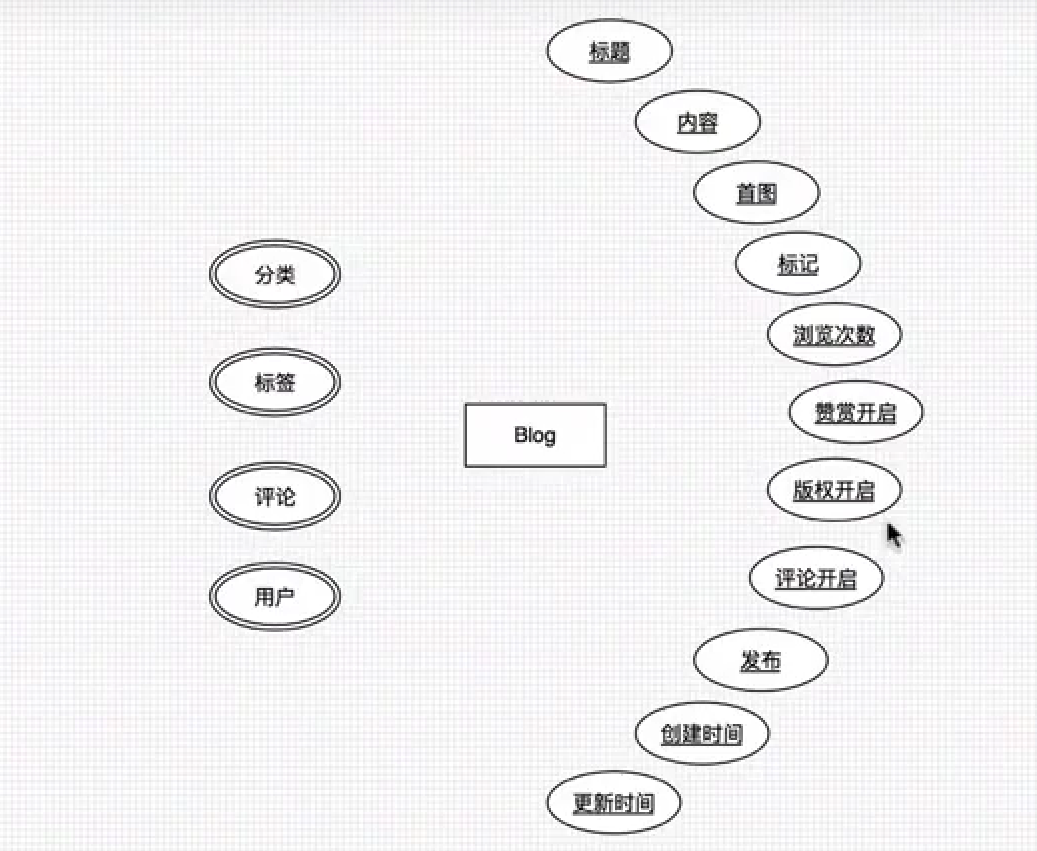 标题
内容
首图
标记
浏览次数
赞赏开启
版权开启
评论开启
发布
创建时间
更新时间
Blog
分类
标签
评论
用户